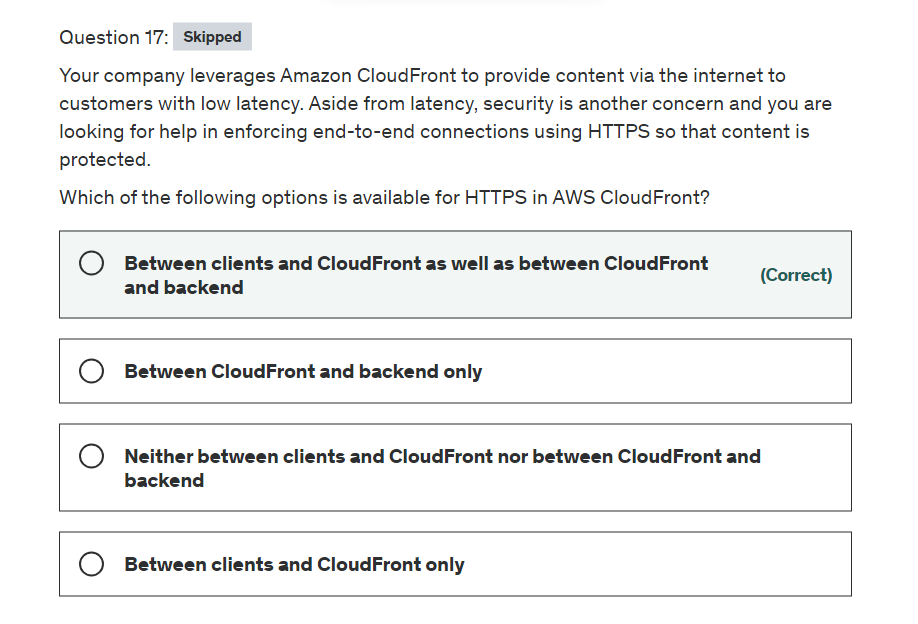 Question 17: Skipped
Your company leverages Amazon CloudFront to provide content via the internet to
customers with low latency. Aside from latency, security is another concern and you are
looking for help in enforcing end-to-end connections using HTTPS so that content is
protected.
Which of the following options is available for HTTPS in AWS CloudFront?
Between clients and CloudFront as well as between CloudFront
and backend
(Correct)
Between CloudFront and backend only
Neither between clients and CloudFront nor between CloudFront and
backend
Between clients and CloudFront only